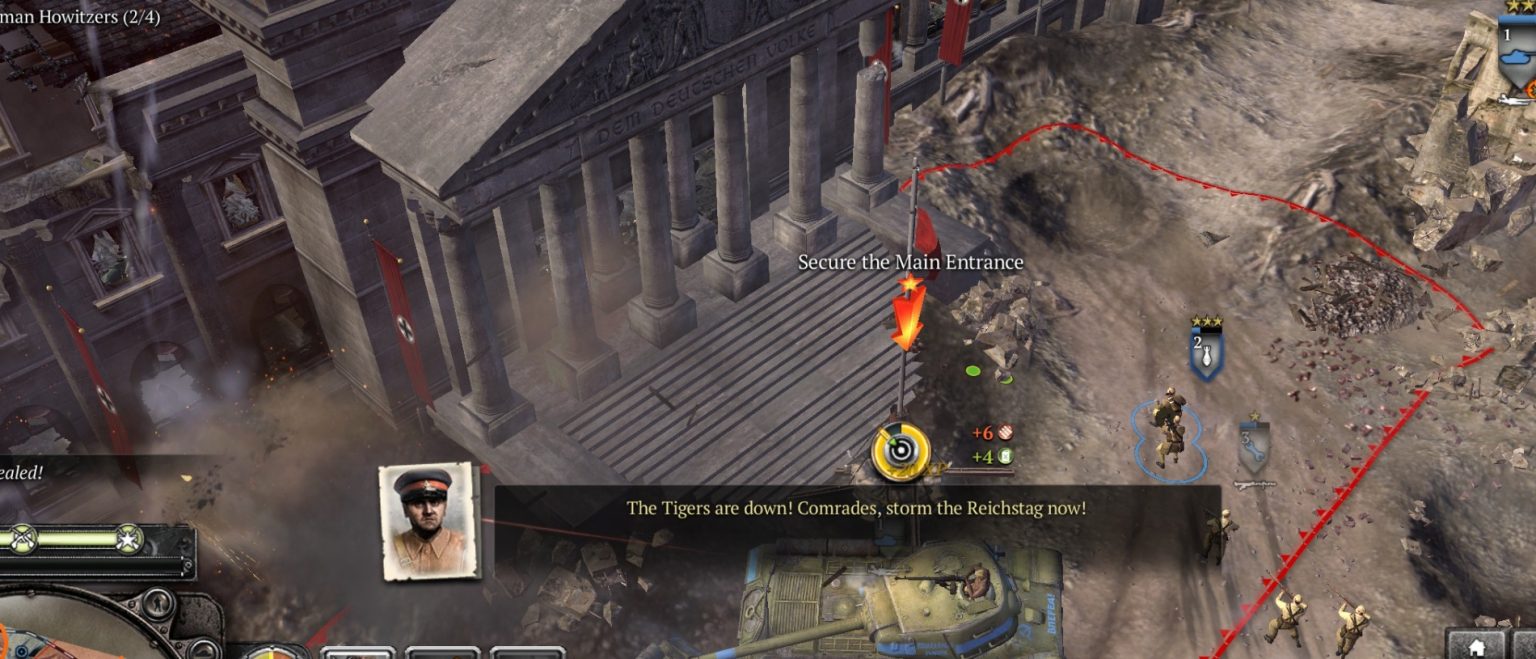 man Howitzers (2/4)
DEM DEUTSCHEN VOLKE
1
Secure the Main Entrance
2
+6
3
+4
ealed!
The Tigers are down! Comrades, storm the Reichstag now!